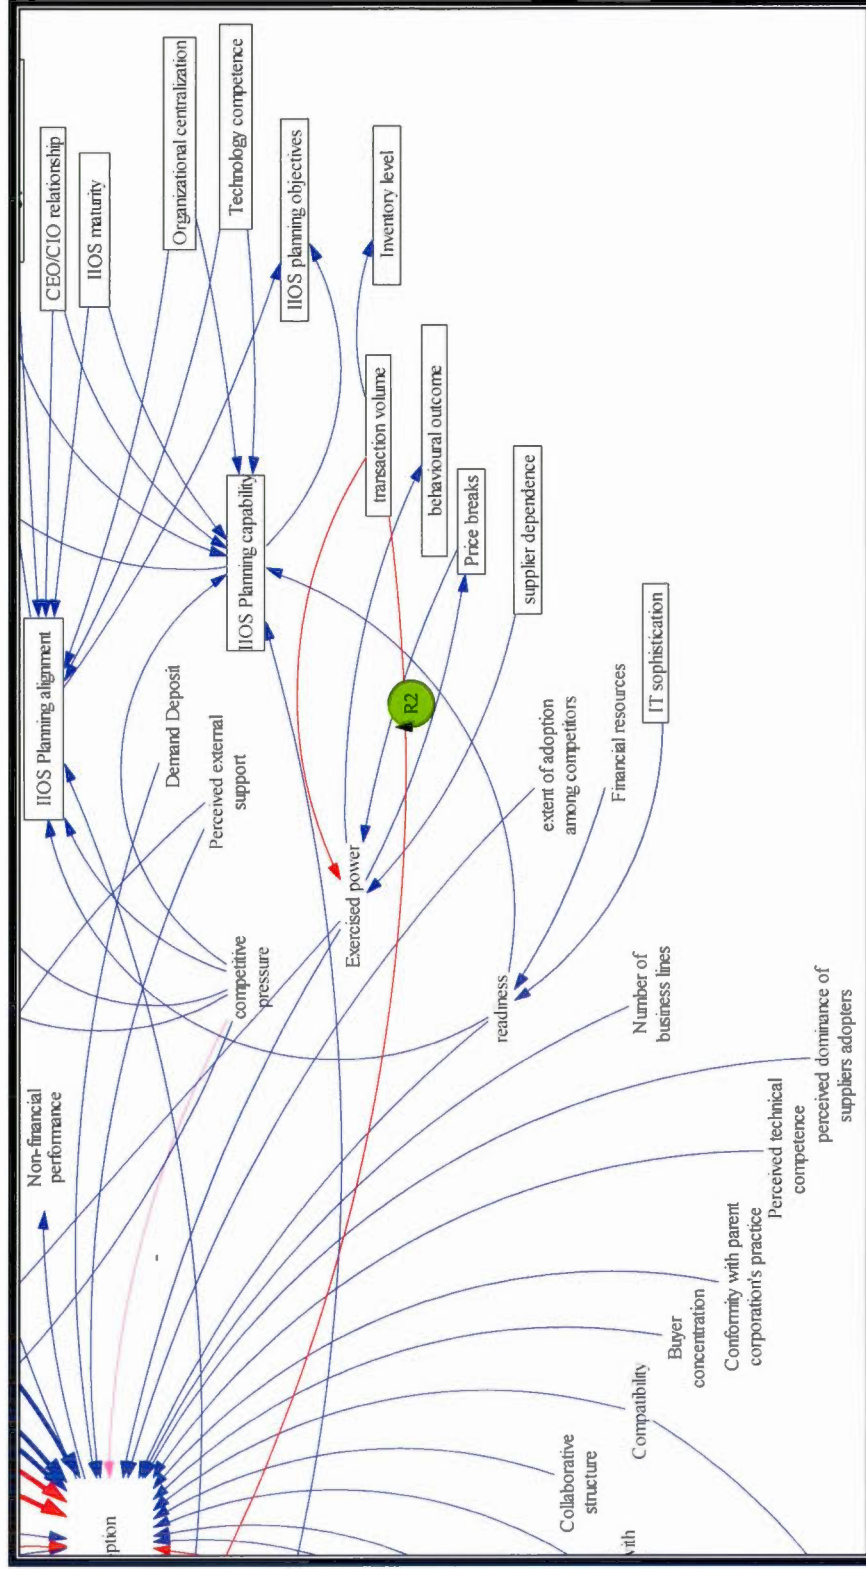 CEO/CIO relationship
IIOS maturity
Organizational centralization
Technology competence
IIOS planning objectives
Inventory level
IIOS Planning alignment
IIOS Planning capability
transaction volume
behavioural outcome
Price breaks
supplier dependence
IT sophistication
Demand Deposit
Perceived external
support
R2
extent of adoption
among competitors
Financial resources
competitive
pressure
Exercised power
readiness
Number of
business lines
perceived dominance of
suppliers adopters
Non-financial
performance
Perceived technical
competence
Conformity with parent
corporation's practice
Buyer
concentration
Compatibility
Collaborative
structure
ption